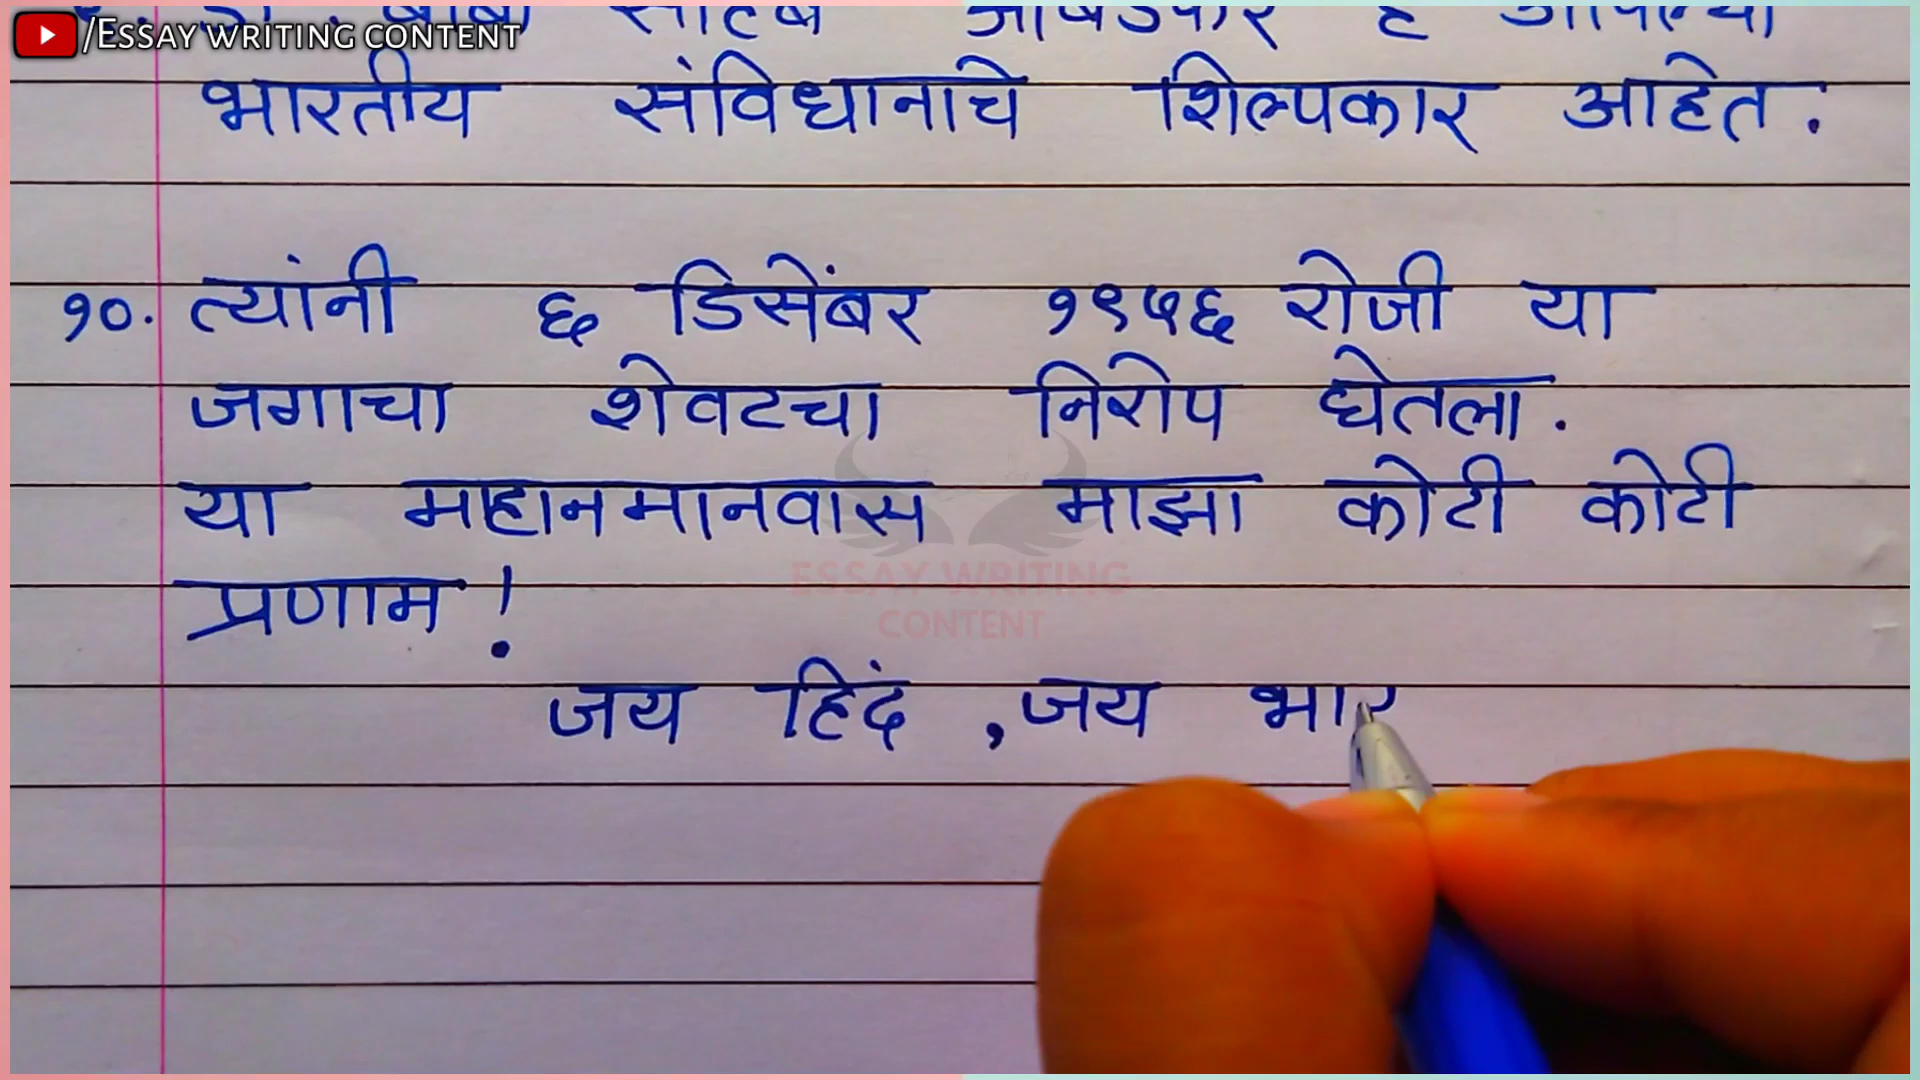 /ESSAY WRITING CONTENT
भारतीय संविधानाचे शिल्पकार आहेत.
१०. त्यांनी ६ डिसेंबर १९५६ रोजी या
जगाचा शेवटचा निरोप घेतला.
या महानमानवास माझा कोटी कोटी
प्रणाम!
ESSAY WRITING
CONTENT
जय हिंद ,जय भार